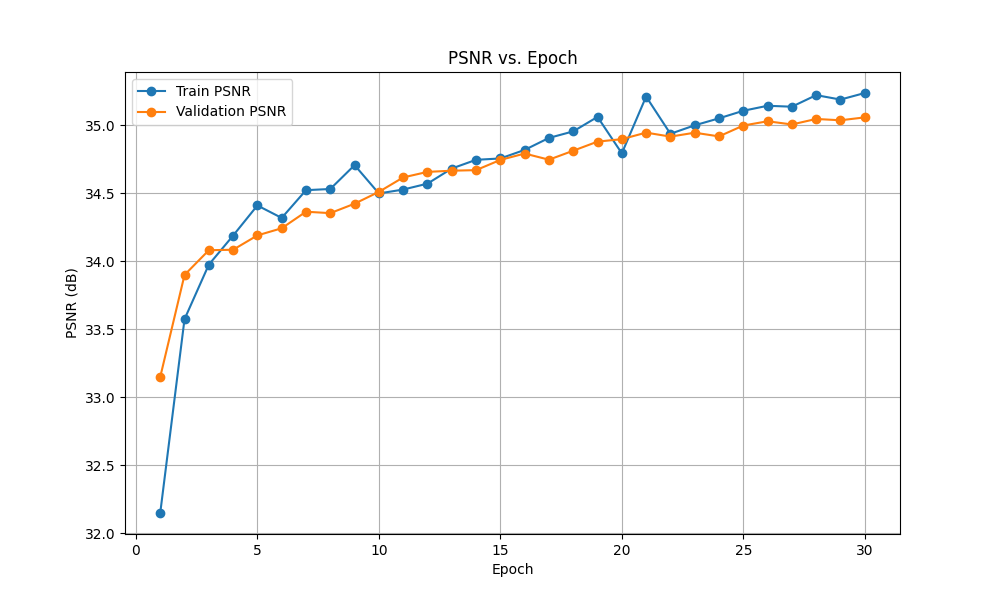 PSNR vs. Epoch
Train PSNR
Validation PSNR
PSNR (dB)
35.0
34.5
34.0
33.5
33.0
32.5
32.0
0 5 10 15 20 25 30
Epoch